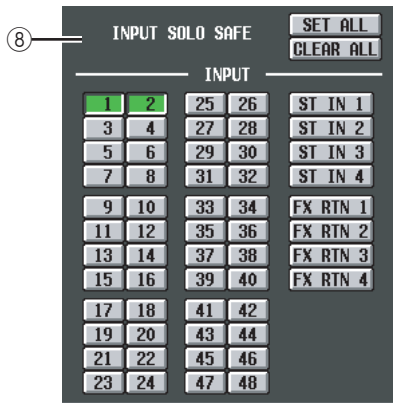 ⑧
INPUT SOLO SAFE
SET ALL
CLEAR ALL
INPUT
1 2 25 26 ST IN 1
3 4 27 28 ST IN 2
5 6 29 30 ST IN 3
7 8 31 32 ST IN 4
9 10 33 34 FX RTN 1
11 12 35 36 FX RTN 2
13 14 37 38 FX RTN 3
15 16 39 40 FX RTN 4
17 18 41 42
19 20 43 44
21 22 45 46
23 24 47 48